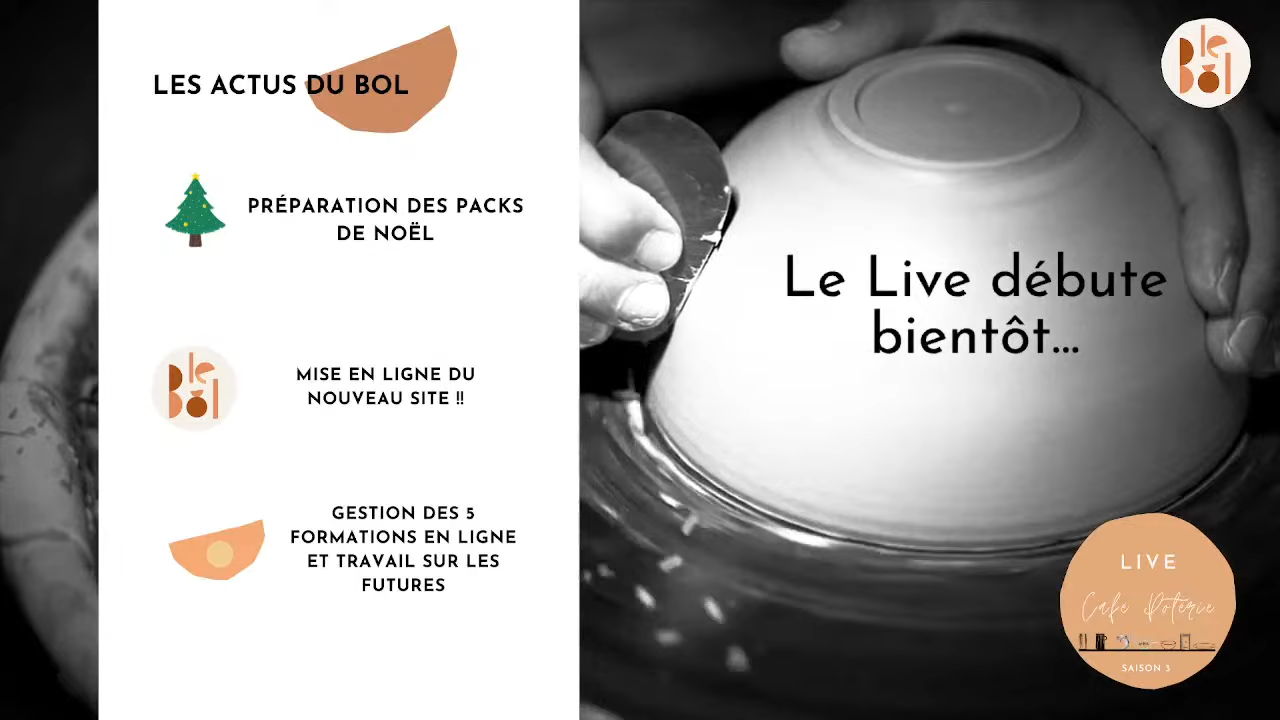 LES ACTUS DU BOL
PRÉPARATION DES PACKS
DE NOËL
le
Bol
MISE EN LIGNE DU
NOUVEAU SITE !!
GESTION DES 5
FORMATIONS EN LIGNE
ET TRAVAIL SUR LES
FUTURES
le
Bol
Le Live débute
bientôt...
LIVE
Café Poterie
SAISON 3